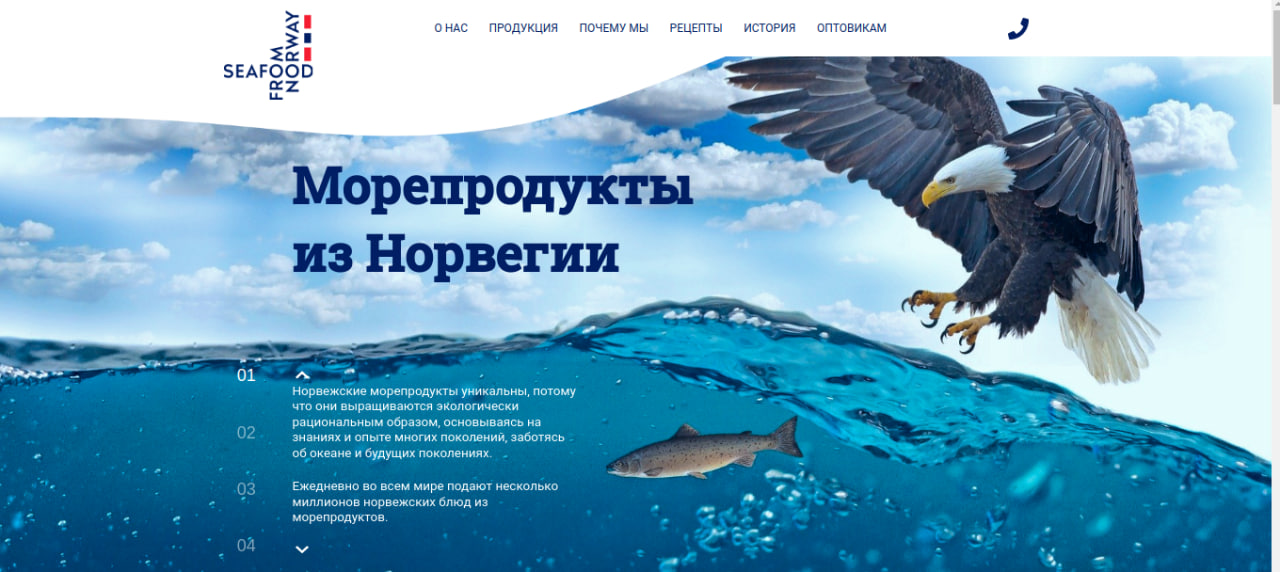 SEAFOOD
FROM
NORWAY
О НАС ПРОДУКЦИЯ ПОЧЕМУ МЫ РЕЦЕПТЫ ИСТОРИЯ ОПТОВИКАМ
Морепродукты
из Норвегии
01
Норвежские морепродукты уникальны, потому
что они выращиваются экологически
рациональным образом, основываясь на
знаниях и опыте многих поколений, заботясь
об океане и будущих поколениях.
Ежедневно во всем мире подают несколько
миллионов норвежских блюд из
морепродуктов.
02
03
04